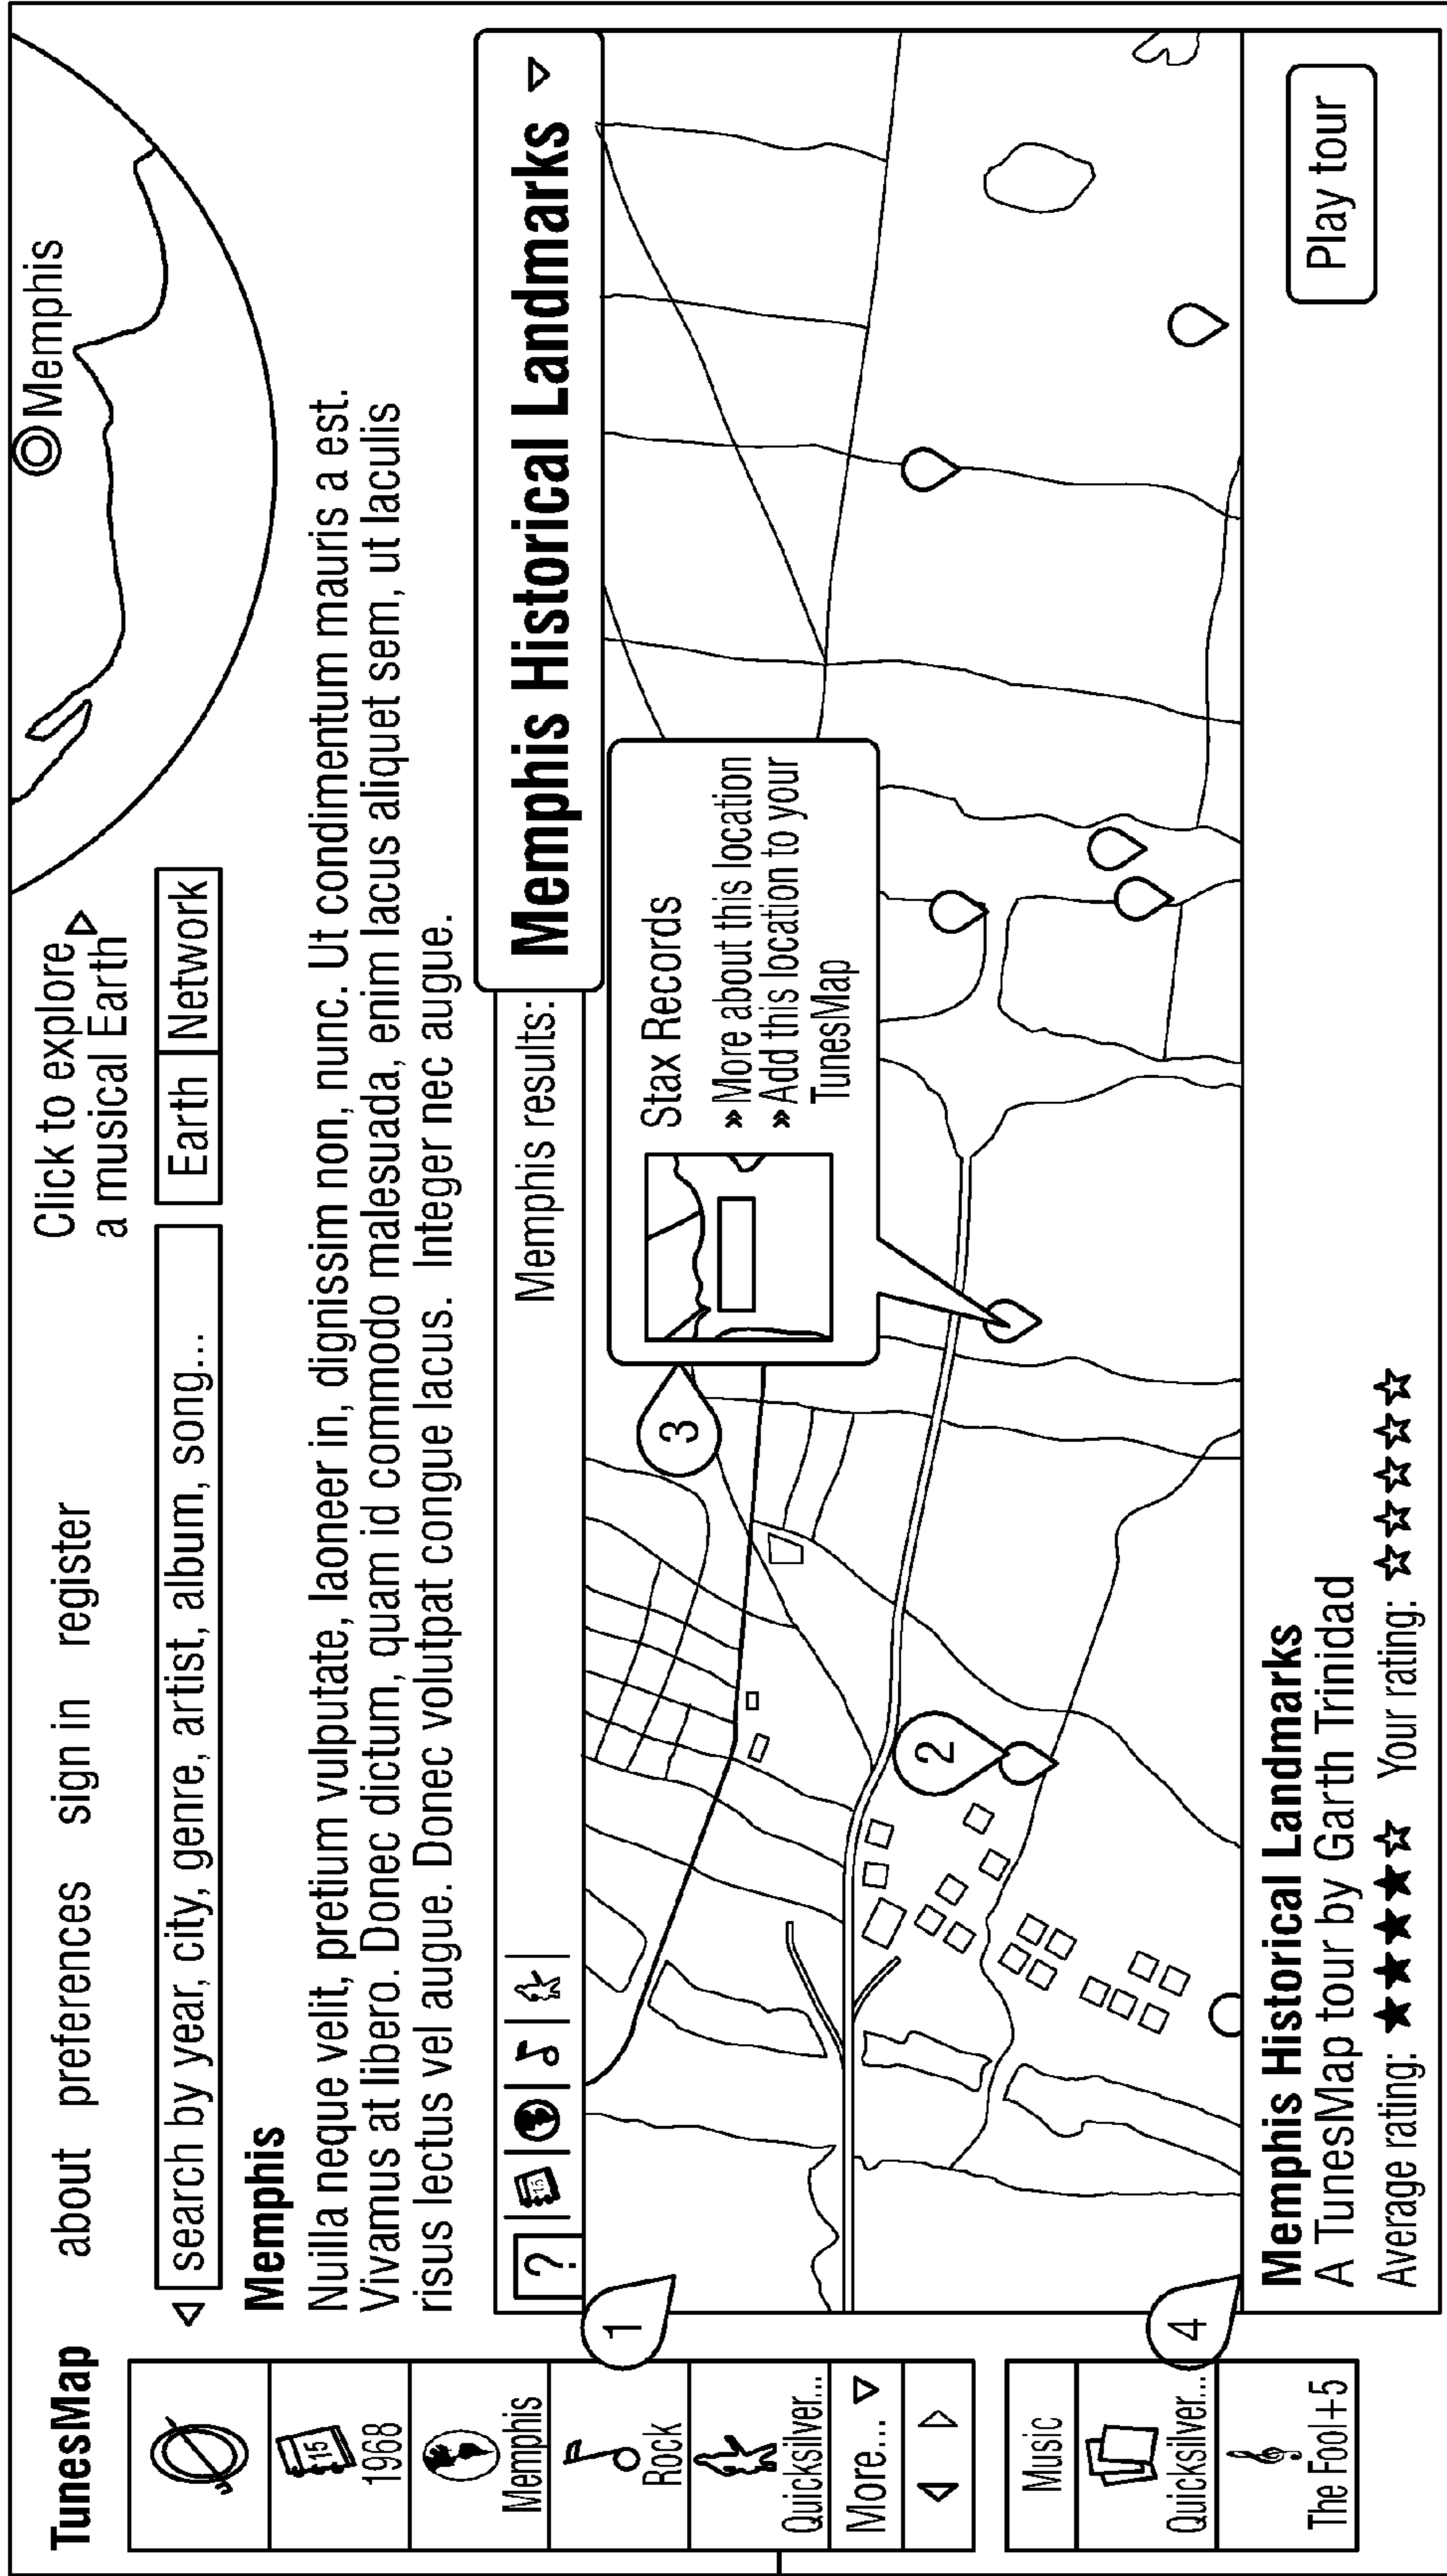 TunesMap
about
preferences
sign in
register
Click to explore
a musical Earth
Memphis
search by year, city, genre, artist, album, song...
Earth
Network
15
1968
Memphis
Rock
Quicksilver...
More...
Music
Quicksilver...
The Fool+5
Memphis
Nuilla neque velit, pretium vulputate, laoneer in, dignissim non, nunc. Ut condimentum mauris a est.
Vivamus at libero. Donec dictum, quam id commodo malesuada, enim lacus aliquet sem, ut laculis
risus lectus vel augue. Donec volutpat congue lacus. Integer nec augue.
?
15
Memphis results:
Memphis Historical Landmarks
1
3
Stax Records
» More about this location
» Add this location to your
TunesMap
2
4
Memphis Historical Landmarks
A TunesMap tour by Garth Trinidad
Average rating: ★★★★☆ Your rating: ☆☆☆☆☆
Play tour